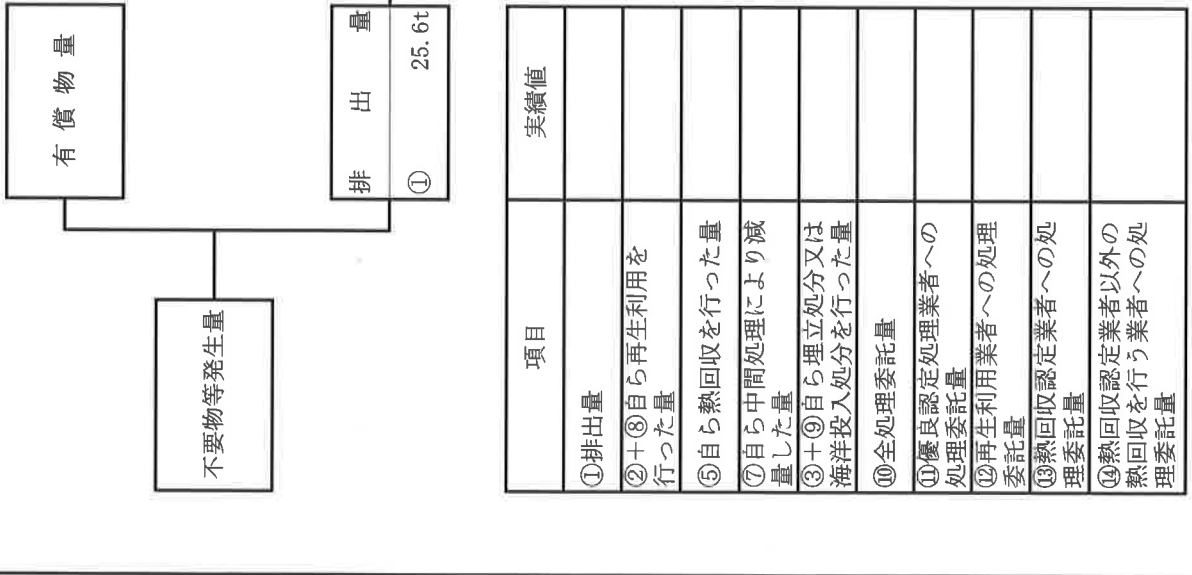 不要物等発生量
有償物量
排出量
① 25.6t
項目
実績値
①排出量
②+⑧自ら再生利用を
行った量
⑤自ら熱回収を行った量
⑦自ら中間処理により減
量した量
③+⑨自ら埋立処分又は
海洋投入処分を行った量
⑩全処理委託量
⑪優良認定処理業者への
処理委託量
⑫再生利用業者への処理
委託量
⑬熱回収認定業者への処
理委託量
⑭熱回収認定業者以外の
熱回収を行う業者への処
理委託量